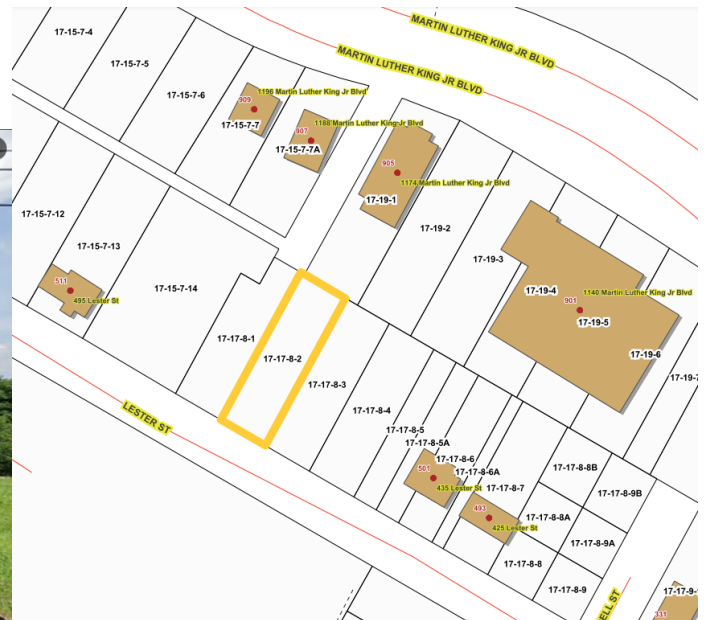 MARTIN LUTHER KING JR BLVD
MARTIN LUTHER KING JR BLVD
17-15-7-4
17-15-7-5
17-15-7-6
909
1196 Martin Luther King Jr Blvd
17-15-7-7
907
1188 Martin Luther King Jr Blvd
17-15-7-7A
905
1174 Martin Luther King Jr Blvd
17-19-1
17-19-2
17-19-3
17-19-4
1140 Martin Luther King Jr Blvd
901
17-19-5
17-19-6
17-19-7
17-15-7-12
17-15-7-13
17-15-7-14
511
495 Lester St
17-17-8-1
17-17-8-2
17-17-8-3
17-17-8-4
17-17-8-5
17-17-8-5A
17-17-8-6
17-17-8-6A
17-17-8-7
501
435 Lester St
493
425 Lester St
17-17-8-8B
17-17-8-9B
17-17-8-8A
17-17-8-9A
17-17-8-8
17-17-8-9
LESTER ST
ELL ST
17-17-9-
331